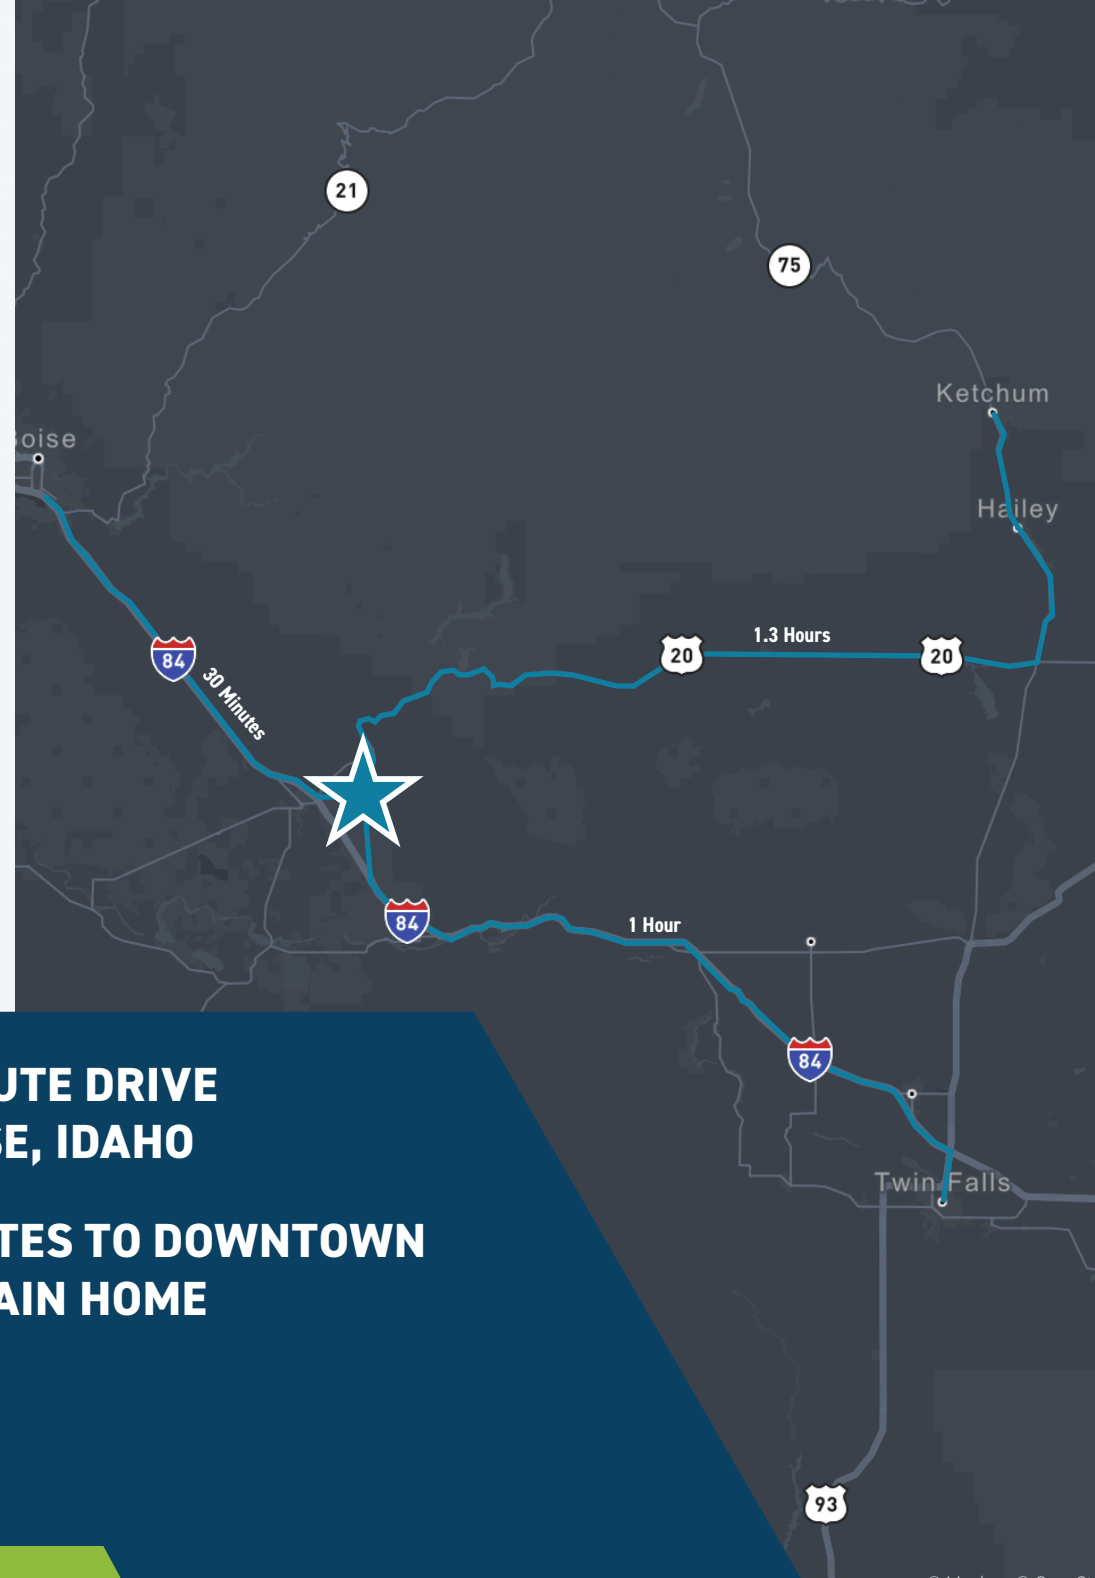 21
75
Ketchum
oise
Hailey
1.3 Hours
20
20
84
30 Minutes
84
1 Hour
84
Twin Falls
UTE DRIVE
SE, IDAHO
TES TO DOWNTOWN
AIN HOME
93